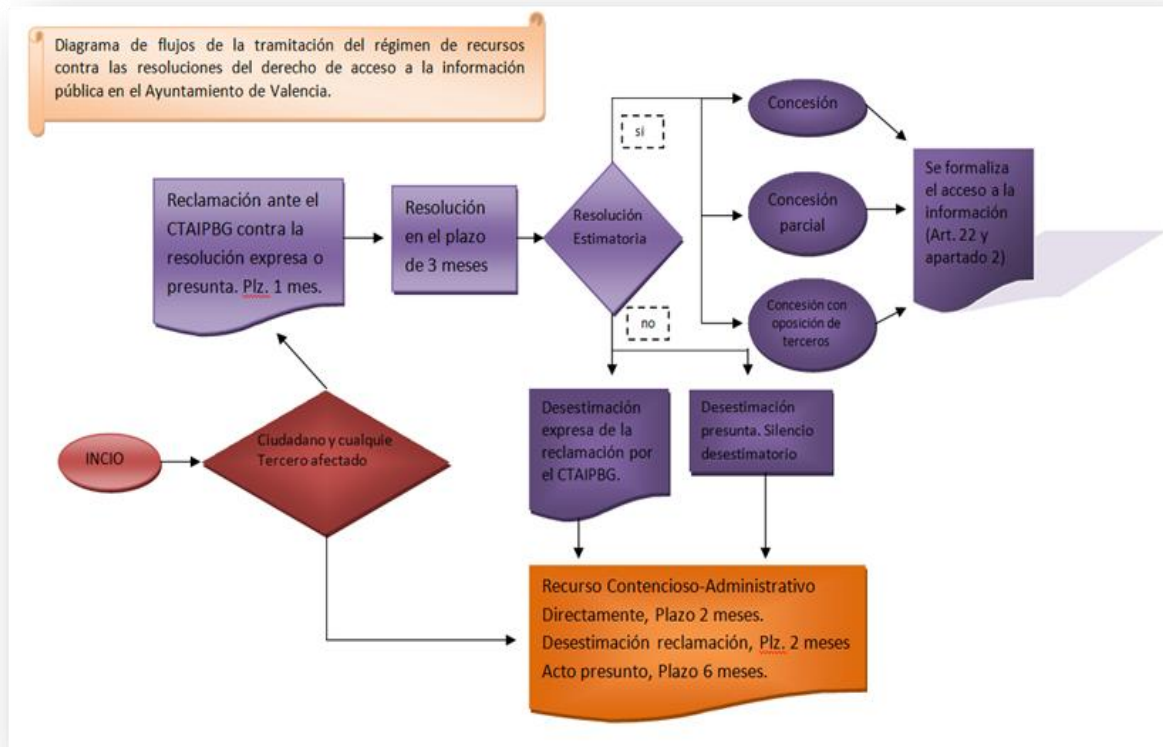 Diagrama de flujos de la tramitación del régimen de recursos
contra las resoluciones del derecho de acceso a la información
pública en el Ayuntamiento de Valencia.
INCIO
Ciudadano y cualquie
Tercero afectado
Reclamación ante el
CTAIPBG contra la
resolución expresa o
presunta. Plz. 1 mes.
Resolución
en el plazo
de 3 meses
Resolución
Estimatoria
si
Concesión
Concesión
parcial
Concesión con
oposición de
terceros
Se formaliza
el acceso a la
información
(Art. 22 y
apartado 2)
no
Desestimación
expresa de la
reclamación por
el CTAIPBG.
Desestimación
presunta. Silencio
desestimatorio
Recurso Contencioso-Administrativo
Directamente, Plazo 2 meses.
Desestimación reclamación, Plz. 2 meses
Acto presunto, Plazo 6 meses.